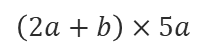 (2a + b) × 5a